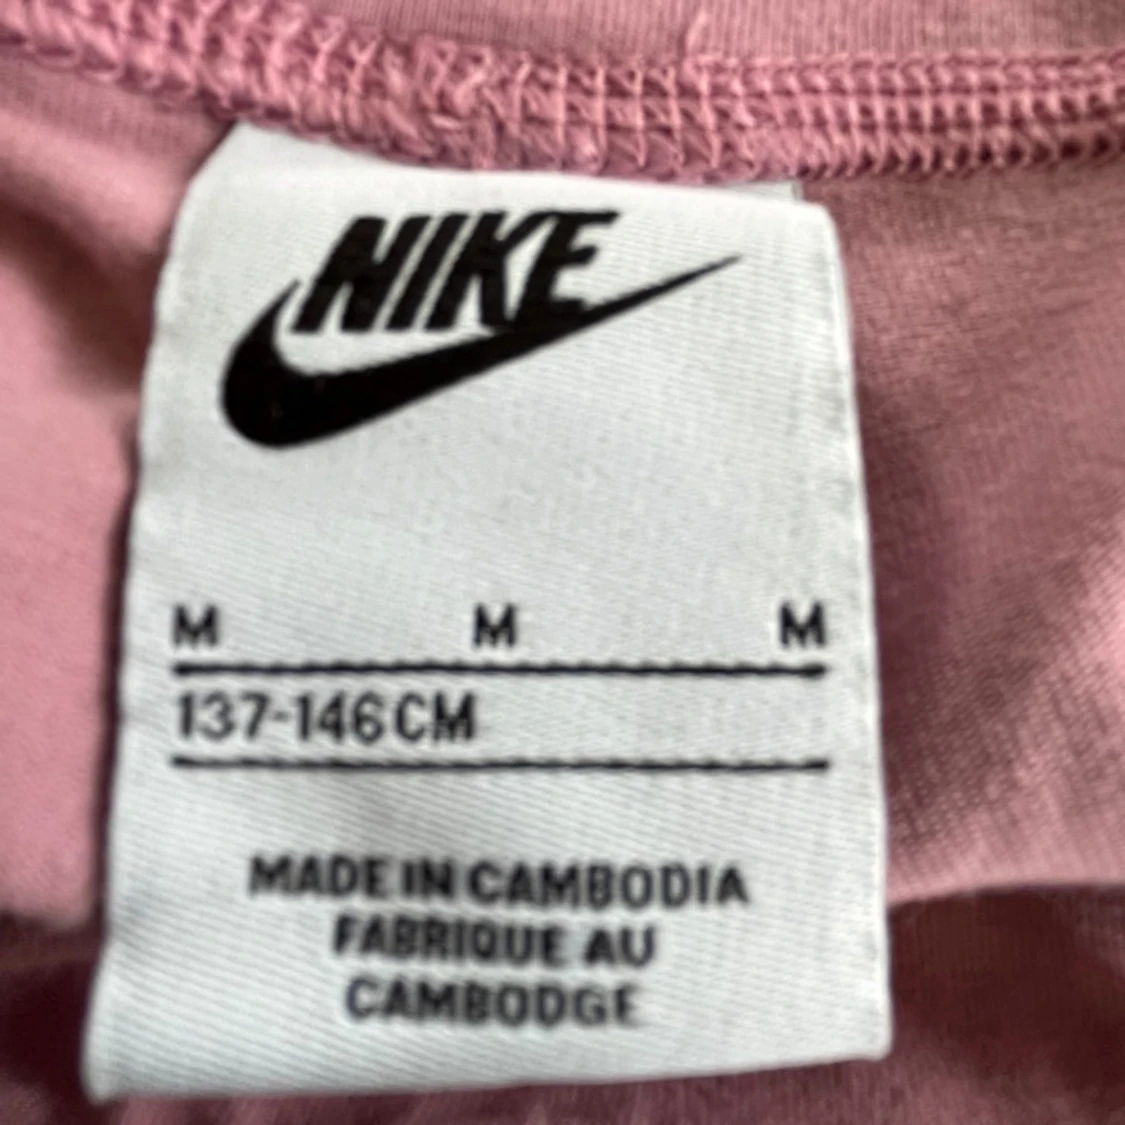 NIKE
M M M
137-146CM
MADE IN CAMBODIA
FABRIQUE AU
CAMBODGE